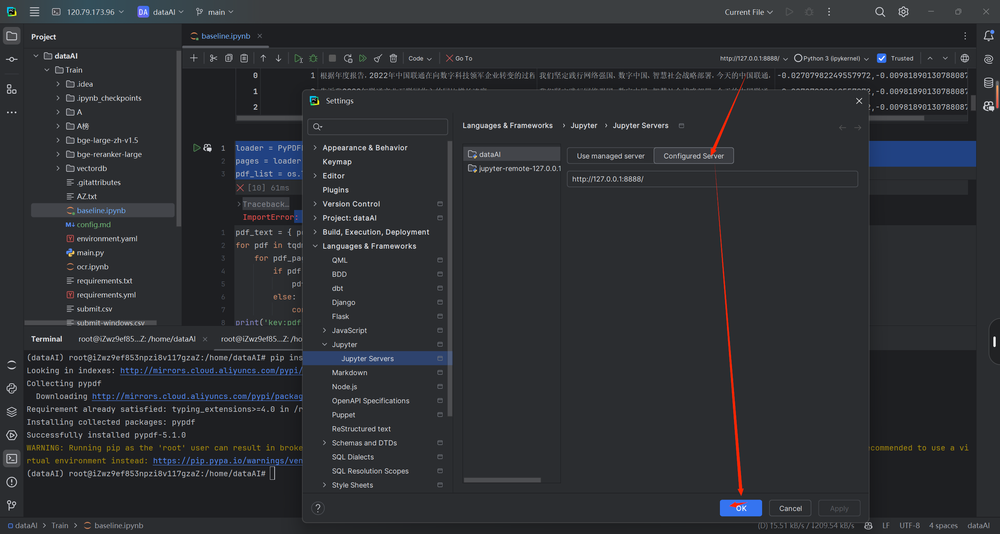 120.79.173.96
DA dataAI
main
Current File
Project
baseline.ipynb
Code
Go To
http://127.0.0.1:8888/
Python 3 (ipykernel)
Trusted
dataAI
Train
.idea
.ipynb_checkpoints
A
A榜
bge-large-zh-v1.5
bge-reranker-large
vectordb
.gitattributes
AZ.txt
baseline.ipynb
config.md
environment.yaml
main.py
ocr.ipynb
requirements.txt
requirements.yml
submit.csv
submit-windows.csv
0 1 根据年度报告，2022年中国联通在向数字科技领军企业转变的过程 我们坚定践行网络强国、数字中国、智慧社会战略部署，今天的中国联通， -0.02707982249557972,-0.00981890130788087
1
,-0.00981890130788087
2
,-0.00981890130788087
1 loader = PyPDF
2 pages = loader
3 pdf_list = os.
[10] 61ms
Traceback…
ImportError:
1 pdf_text = {
2 for pdf in
3 for
4 if pdf
5
6 else:
7
8 print('key:pdf
Settings
Languages & Frameworks › Jupyter › Jupyter Servers
Appearance & Behavior
Keymap
Editor
Plugins
Version Control
Project: dataAI
Build, Execution, Deployment
Languages & Frameworks
QML
BDD
dbt
Django
Flask
JavaScript
Jupyter
Jupyter Servers
Markdown
Node.js
OpenAPI Specifications
Puppet
ReStructured text
Schemas and DTDs
SQL Dialects
SQL Resolution Scopes
Style Sheets
dataAI
jupyter-remote-127.0.0.1
Use managed server
Configured Server
http://127.0.0.1:8888/
?
OK
Cancel
Apply
Terminal
root@iZwz9ef85...Z: /home/dataAI
root@iZwz9ef85...Z: /ho
(dataAI) root@iZwz9ef853npzi8v117gzaZ:/home/dataAI# pip ins
Looking in indexes: http://mirrors.cloud.aliyuncs.com/pypi/
Collecting pypdf
Downloading http://mirrors.cloud.aliyuncs.com/pypi/packag
Requirement already satisfied: typing_extensions>=4.0 in /r
Installing collected packages: pypdf
Successfully installed pypdf-5.1.0
WARNING: Running pip as the 'root' user can result in broke
ecommended to use a vi
rtual environment instead: https://pip.pypa.io/warnings/ven
(dataAI) root@iZwz9ef853npzi8v117gzaZ:/home/dataAI#
dataAI > Train > baseline.ipynb
(D) ↑5.51 kB/s / ↓209.54 kB/s
LF
UTF-8
4 spaces
dataAI